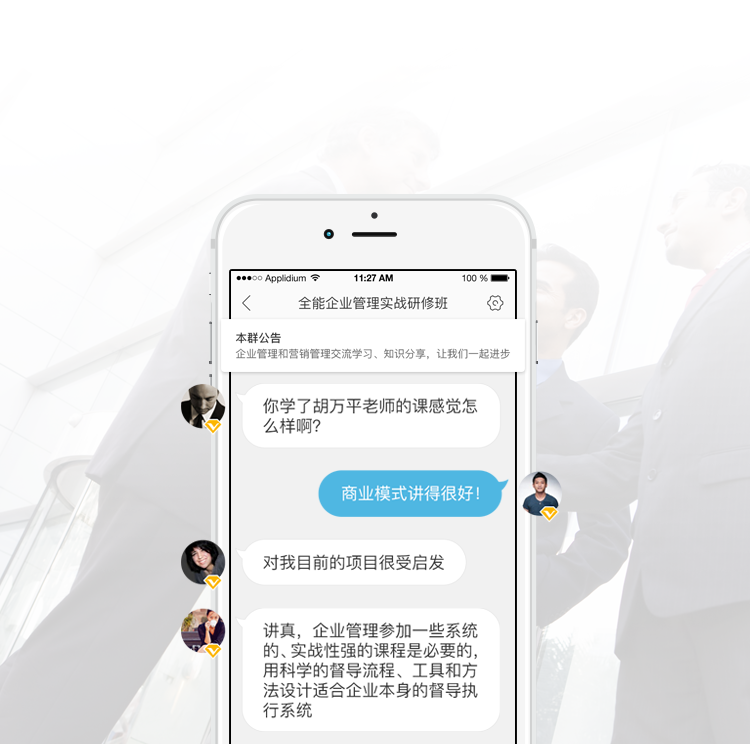 ●●●○○ Applidium 11:27 AM 100 %
全能企业管理实战研修班
本群公告
企业管理和营销管理交流学习、知识分享，让我们一起进步
你学了胡万平老师的课感觉怎
么样啊？
商业模式讲得很好！
对我目前的项目很受启发
讲真，企业管理参加一些系统
的、实战性强的课程是必要的，
用科学的督导流程、工具和方
法设计适合企业本身的督导执
行系统